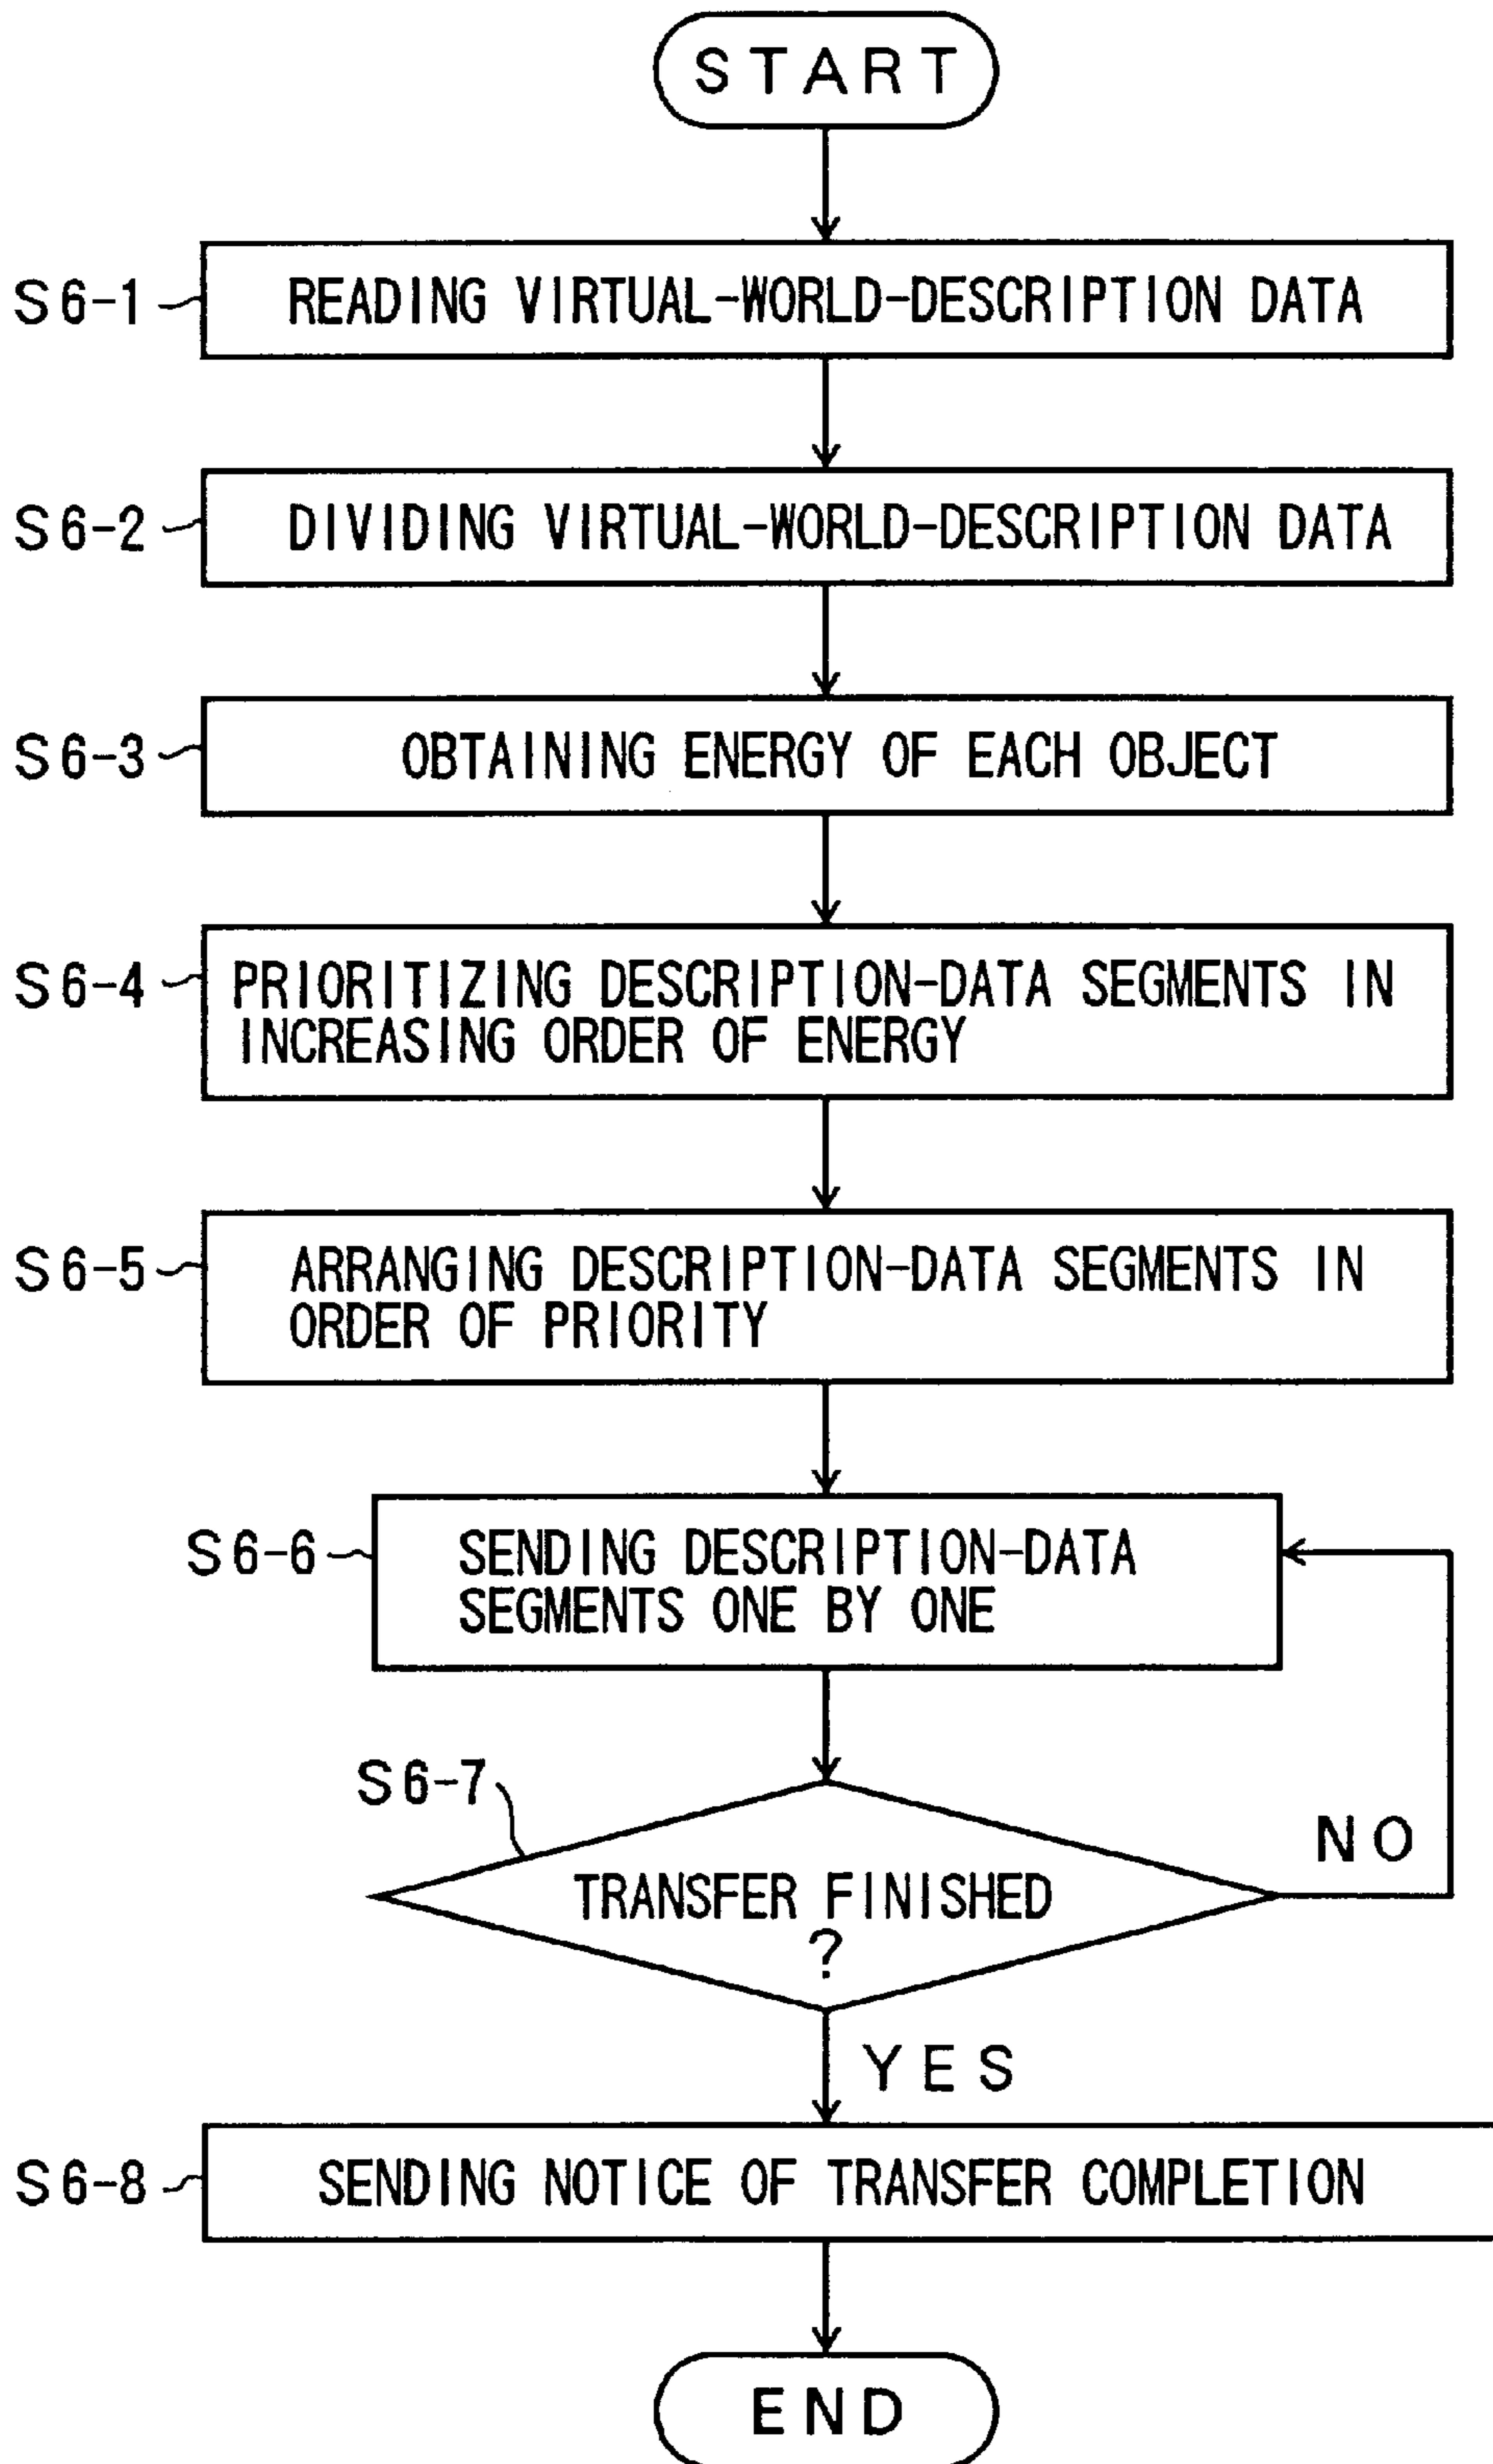 START
S6-1
READING VIRTUAL-WORLD-DESCRIPTION DATA
S6-2
DIVIDING VIRTUAL-WORLD-DESCRIPTION DATA
S6-3
OBTAINING ENERGY OF EACH OBJECT
S6-4
PRIORITIZING DESCRIPTION-DATA SEGMENTS IN
INCREASING ORDER OF ENERGY
S6-5
ARRANGING DESCRIPTION-DATA SEGMENTS IN
ORDER OF PRIORITY
S6-6
SENDING DESCRIPTION-DATA
SEGMENTS ONE BY ONE
S6-7
NO
TRANSFER FINISHED
?
YES
S6-8
SENDING NOTICE OF TRANSFER COMPLETION
END